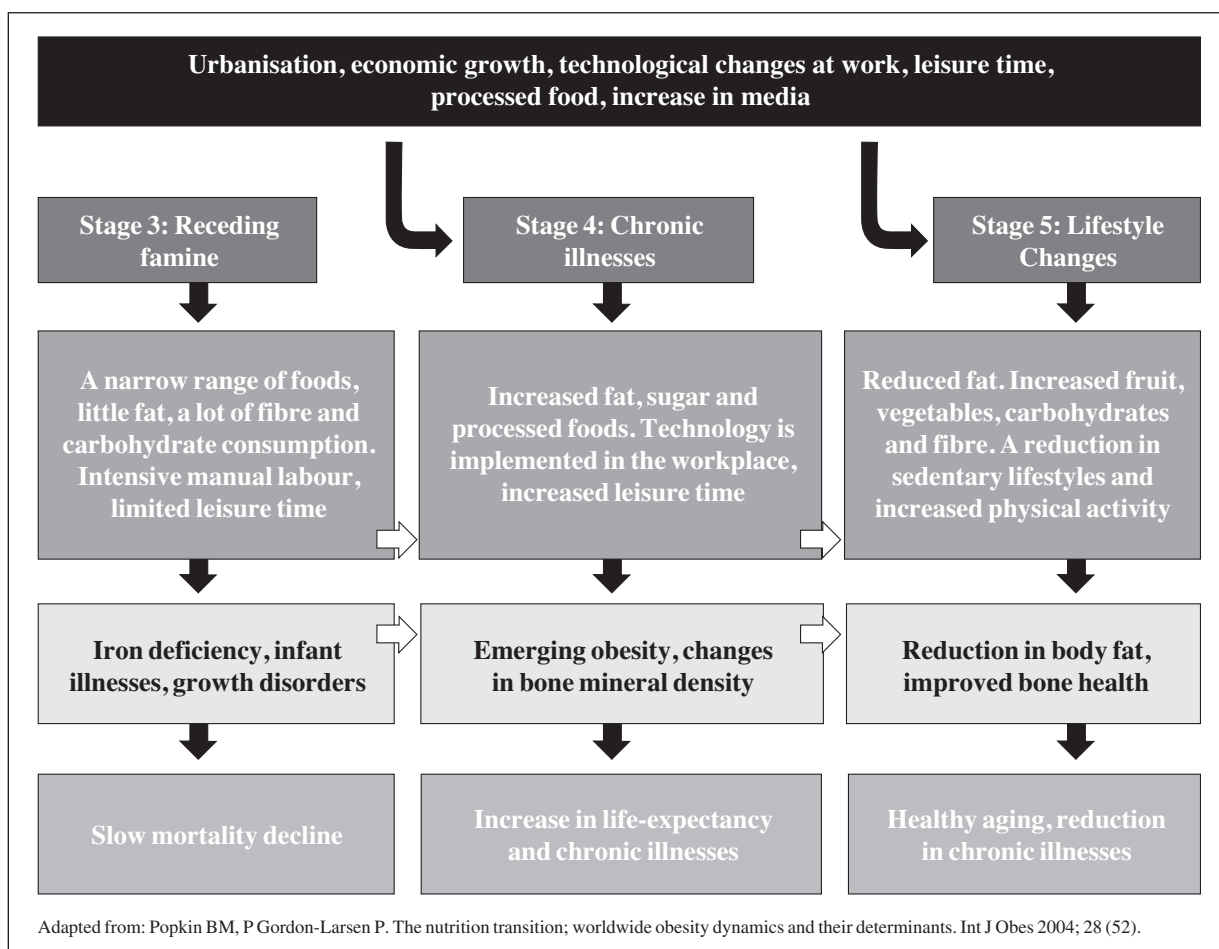 Urbanisation, economic growth, technological changes at work, leisure time,
processed food, increase in media
Stage 3: Receding
famine
Stage 4: Chronic
illnesses
Stage 5: Lifestyle
Changes
A narrow range of foods,
little fat, a lot of fibre and
carbohydrate consumption.
Intensive manual labour,
limited leisure time
Increased fat, sugar and
processed foods. Technology is
implemented in the workplace,
increased leisure time
Reduced fat. Increased fruit,
vegetables, carbohydrates
and fibre. A reduction in
sedentary lifestyles and
increased physical activity
Iron deficiency, infant
illnesses, growth disorders
Emerging obesity, changes
in bone mineral density
Reduction in body fat,
improved bone health
Slow mortality decline
Increase in life-expectancy
and chronic illnesses
Healthy aging, reduction
in chronic illnesses
Adapted from: Popkin BM, P Gordon-Larsen P. The nutrition transition; worldwide obesity dynamics and their determinants. Int J Obes 2004; 28 (52).